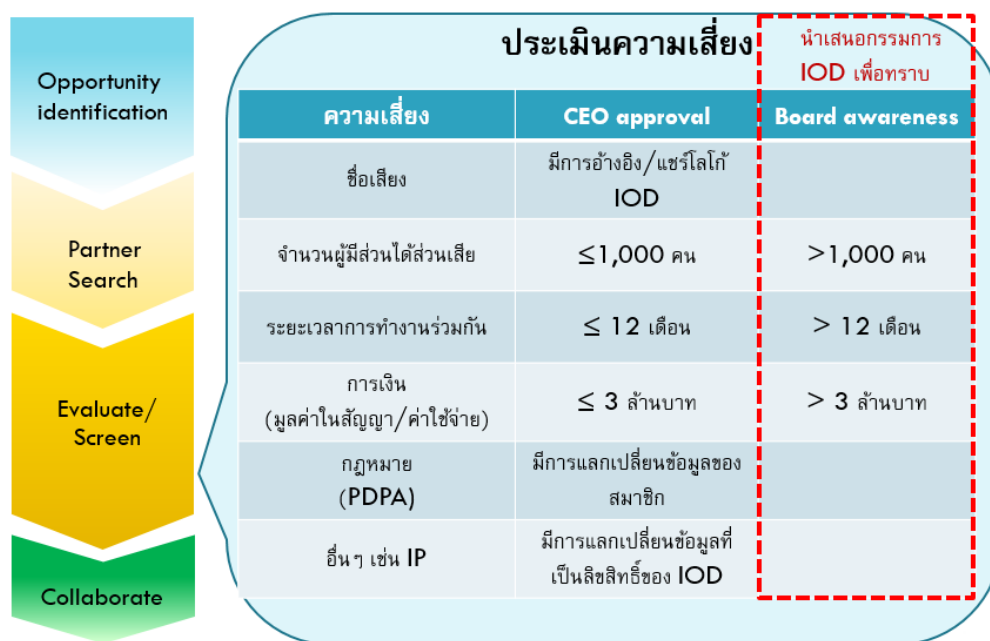 Opportunity
identification
Partner
Search
Evaluate/
Screen
Collaborate
ประเมินความเสี่ยง
นำเสนอกรรมการ
IOD เพื่อทราบ
ความเสี่ยง
CEO approval
Board awareness
ชื่อเสียง
มีการอ้างอิง/แชร์โลโก้
IOD
จำนวนผู้มีส่วนได้ส่วนเสีย
≤1,000 คน
>1,000 คน
ระยะเวลาการทำงานร่วมกัน
≤ 12 เดือน
> 12 เดือน
การเงิน
(มูลค่าในสัญญา/ค่าใช้จ่าย)
≤ 3 ล้านบาท
> 3 ล้านบาท
กฎหมาย
(PDPA)
มีการแลกเปลี่ยนข้อมูลของ
สมาชิก
อื่นๆ เช่น IP
มีการแลกเปลี่ยนข้อมูลที่
เป็นลิขสิทธิ์ของ IOD